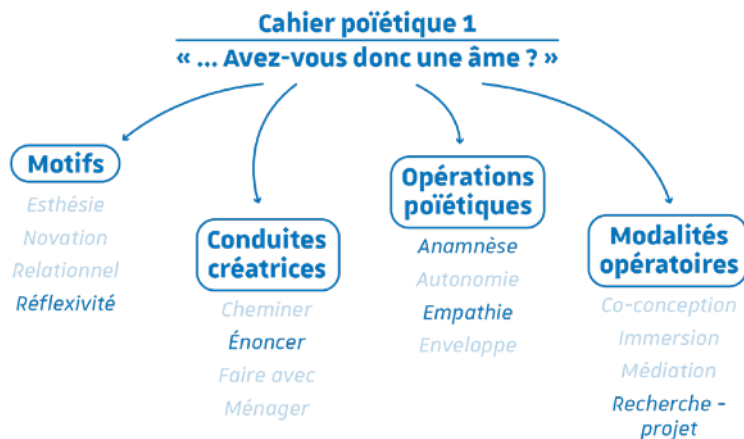 Cahier poïétique 1
« ... Avez-vous donc une âme ? »
Motifs
Esthésie
Novation
Relationnel
Réflexivité
Conduites
créatrices
Cheminer
Énoncer
Faire avec
Ménager
Opérations
poïétiques
Anamnèse
Autonomie
Empathie
Enveloppe
Modalités
opératoires
Co-conception
Immersion
Médiation
Recherche -
projet